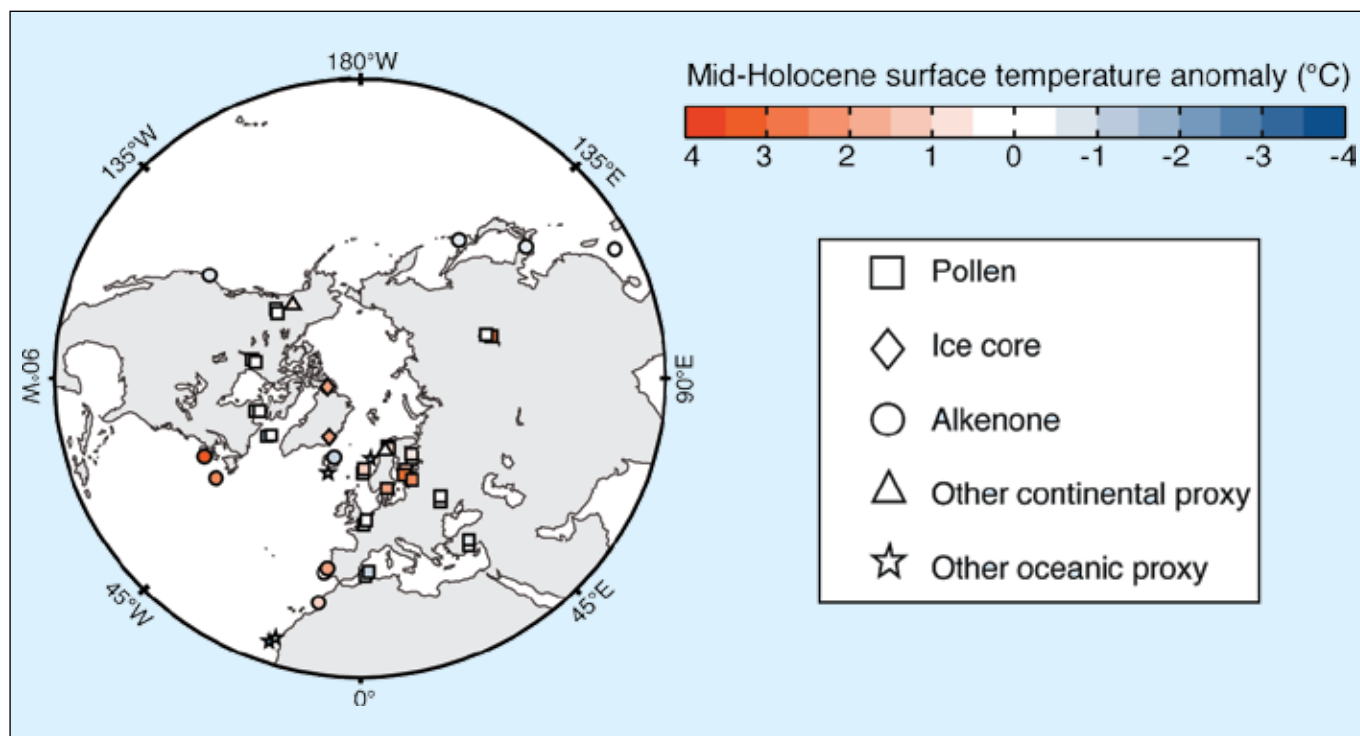 180°W
135°W
135°E
90°W
90°E
45°W
45°E
0°
Mid-Holocene surface temperature anomaly (°C)
4 3 2 1 0 -1 -2 -3 -4
Pollen
Ice core
Alkenone
Other continental proxy
Other oceanic proxy